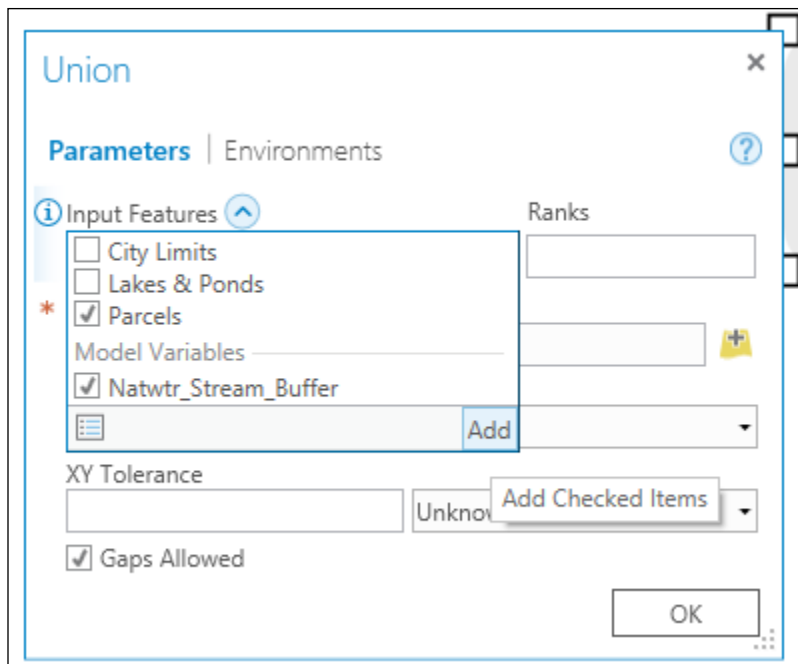 Union
Parameters | Environments
Input Features
Ranks
City Limits
Lakes & Ponds
* Parcels
Model Variables
Natwtr_Stream_Buffer
Add
XY Tolerance
Add Checked Items
Gaps Allowed
OK